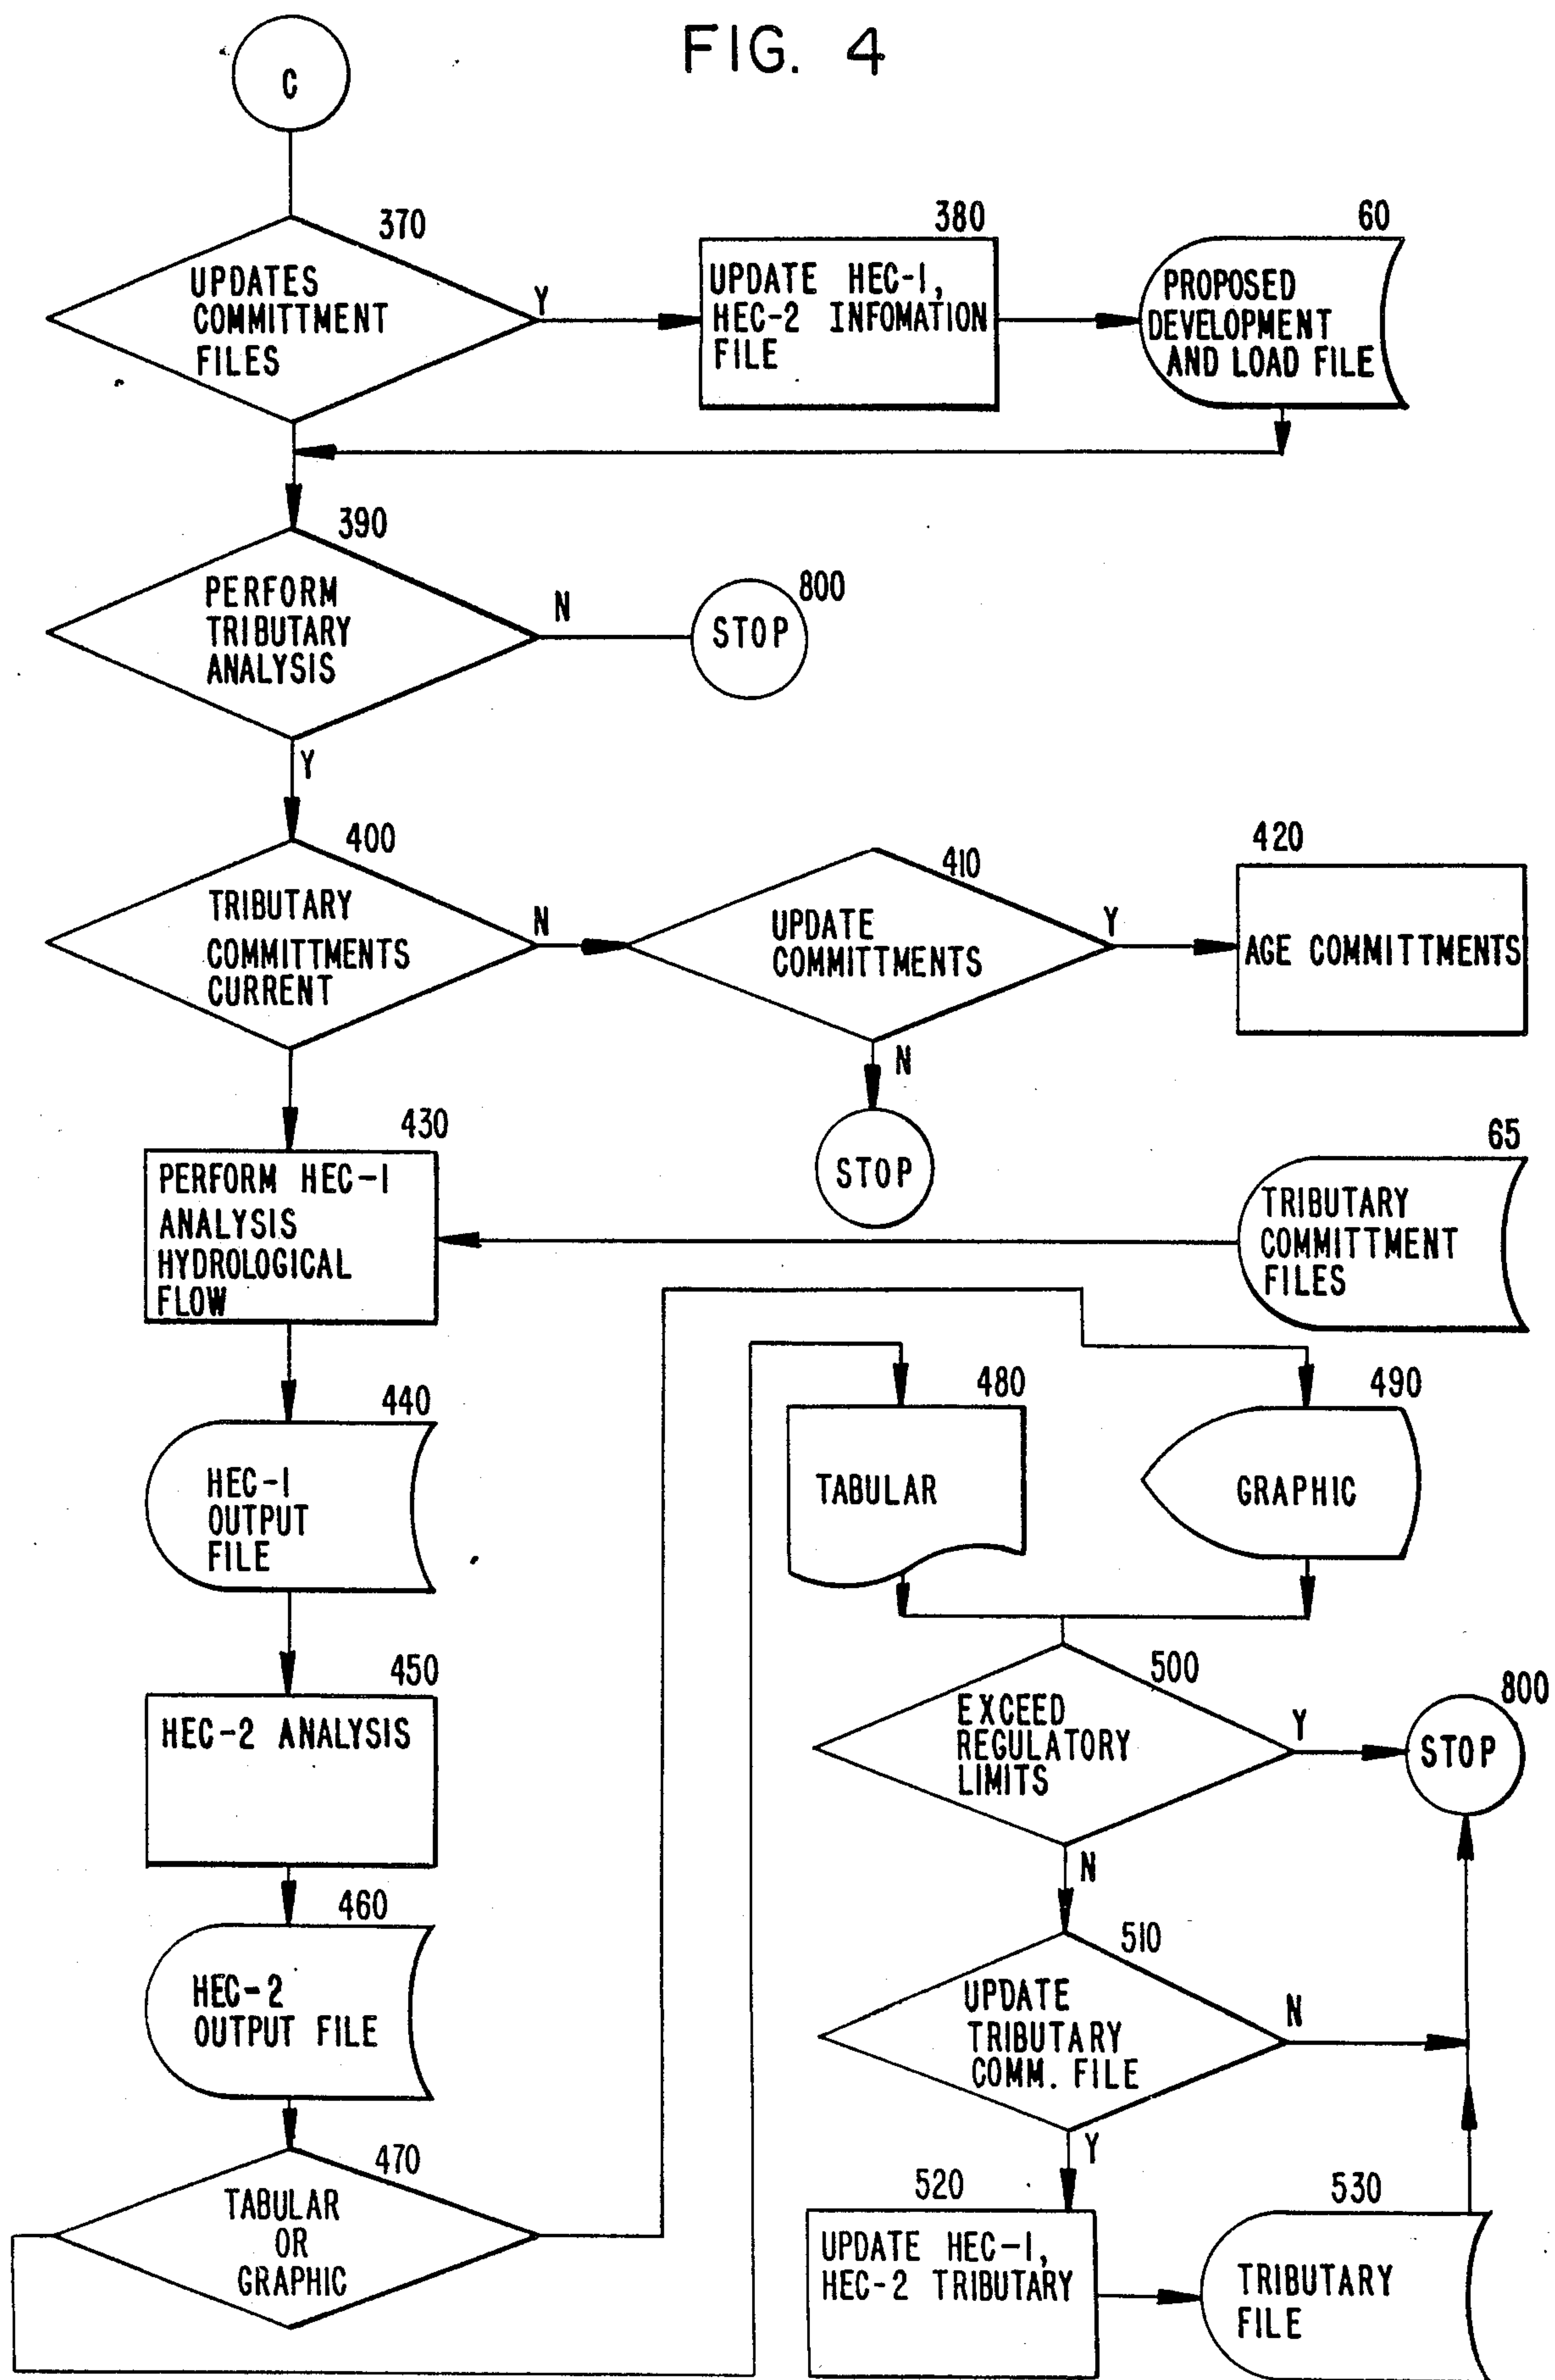 FIG. 4
C
370
UPDATES
COMMITTMENT
FILES
Y
380
UPDATE HEC-1,
HEC-2 INFOMATION
FILE
60
PROPOSED
DEVELOPMENT
AND LOAD FILE
390
PERFORM
TRIBUTARY
ANALYSIS
N
800
STOP
Y
400
TRIBUTARY
COMMITTMENTS
CURRENT
N
410
UPDATE
COMMITTMENTS
Y
420
AGE COMMITTMENTS
N
STOP
430
PERFORM HEC-1
ANALYSIS
HYDROLOGICAL
FLOW
65
TRIBUTARY
COMMITTMENT
FILES
440
HEC-1
OUTPUT
FILE
450
HEC-2 ANALYSIS
460
HEC-2
OUTPUT FILE
470
TABULAR
OR
GRAPHIC
480
TABULAR
490
GRAPHIC
500
EXCEED
REGULATORY
LIMITS
Y
800
STOP
N
510
UPDATE
TRIBUTARY
COMM. FILE
N
Y
520
UPDATE HEC-1,
HEC-2 TRIBUTARY
530
TRIBUTARY
FILE